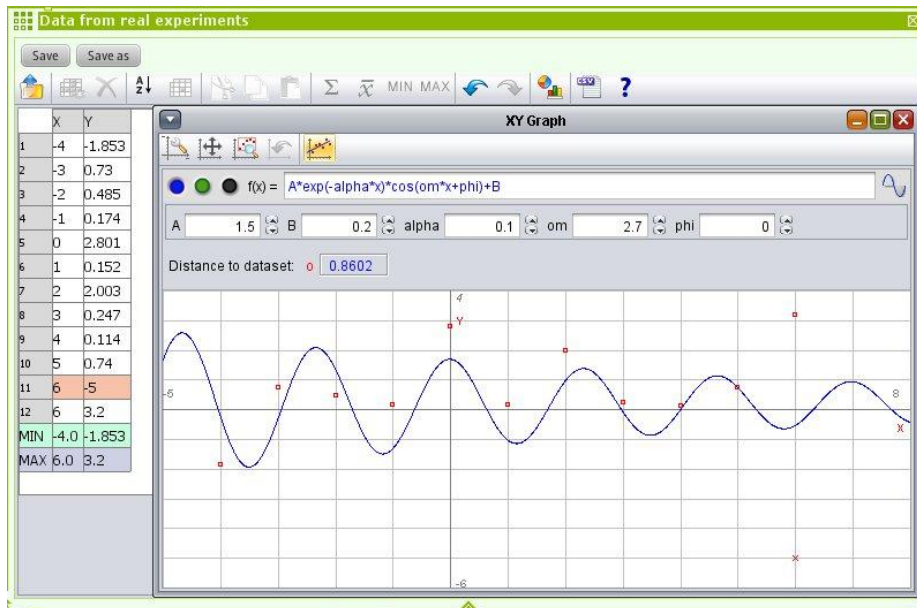 Data from real experiments
Save Save as
A Z Σ x̅ MIN MAX CSV ?
X Y
1 -4 -1.853
2 -3 0.73
3 -2 0.485
4 -1 0.174
5 0 2.801
6 1 0.152
7 2 2.003
8 3 0.247
9 4 0.114
10 5 0.74
11 6 -5
12 6 3.2
MIN -4.0 -1.853
MAX 6.0 3.2
XY Graph
f(x) = A*exp(-alpha*x)*cos(om*x+phi)+B
A 1.5 B 0.2 alpha 0.1 om 2.7 phi 0
Distance to dataset: o 0.8602
4
Y
-5 8
X
-6